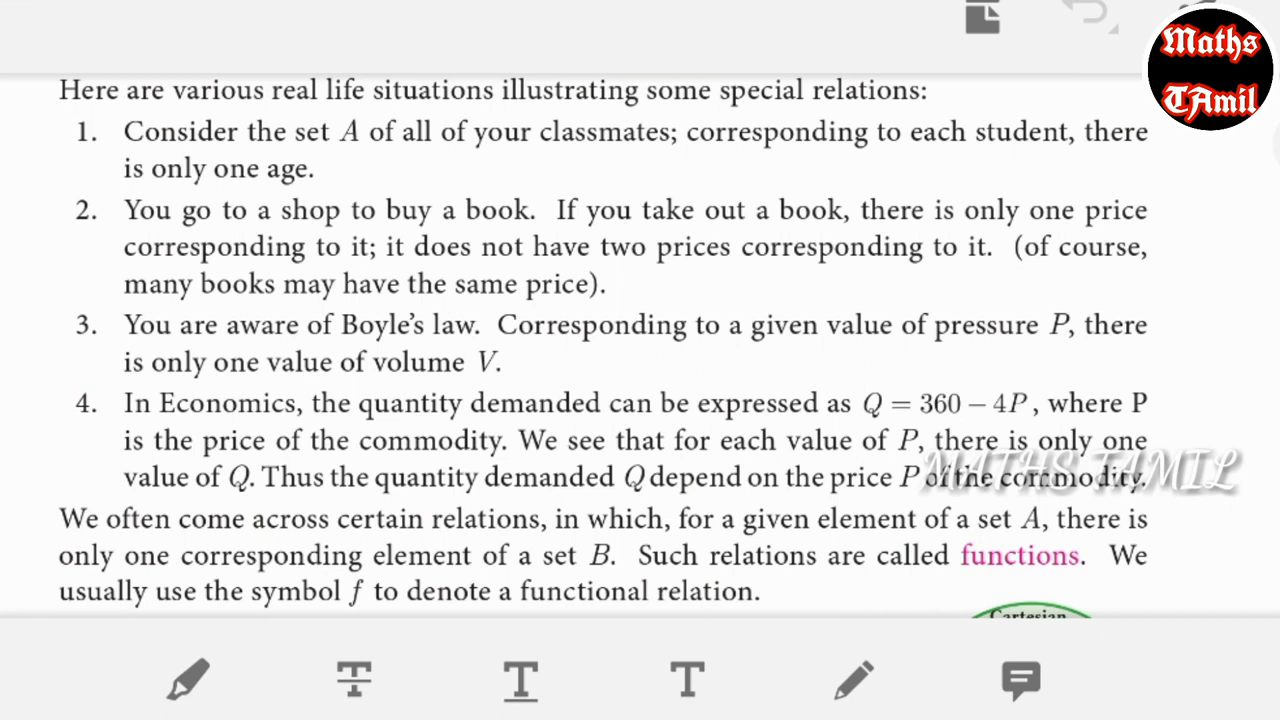 Maths
TAmil
Here are various real life situations illustrating some special relations:
1. Consider the set A of all of your classmates; corresponding to each student, there
is only one age.
2. You go to a shop to buy a book. If you take out a book, there is only one price
corresponding to it; it does not have two prices corresponding to it. (of course,
many books may have the same price).
3. You are aware of Boyle’s law. Corresponding to a given value of pressure P, there
is only one value of volume V.
4. In Economics, the quantity demanded can be expressed as Q = 360 – 4P, where P
is the price of the commodity. We see that for each value of P, there is only one
value of Q. Thus the quantity demanded Q depend on the price P of the commodity.
MATHS TAMIL
We often come across certain relations, in which, for a given element of a set A, there is
only one corresponding element of a set B. Such relations are called functions. We
usually use the symbol f to denote a functional relation.
Cartesian
T
T
T